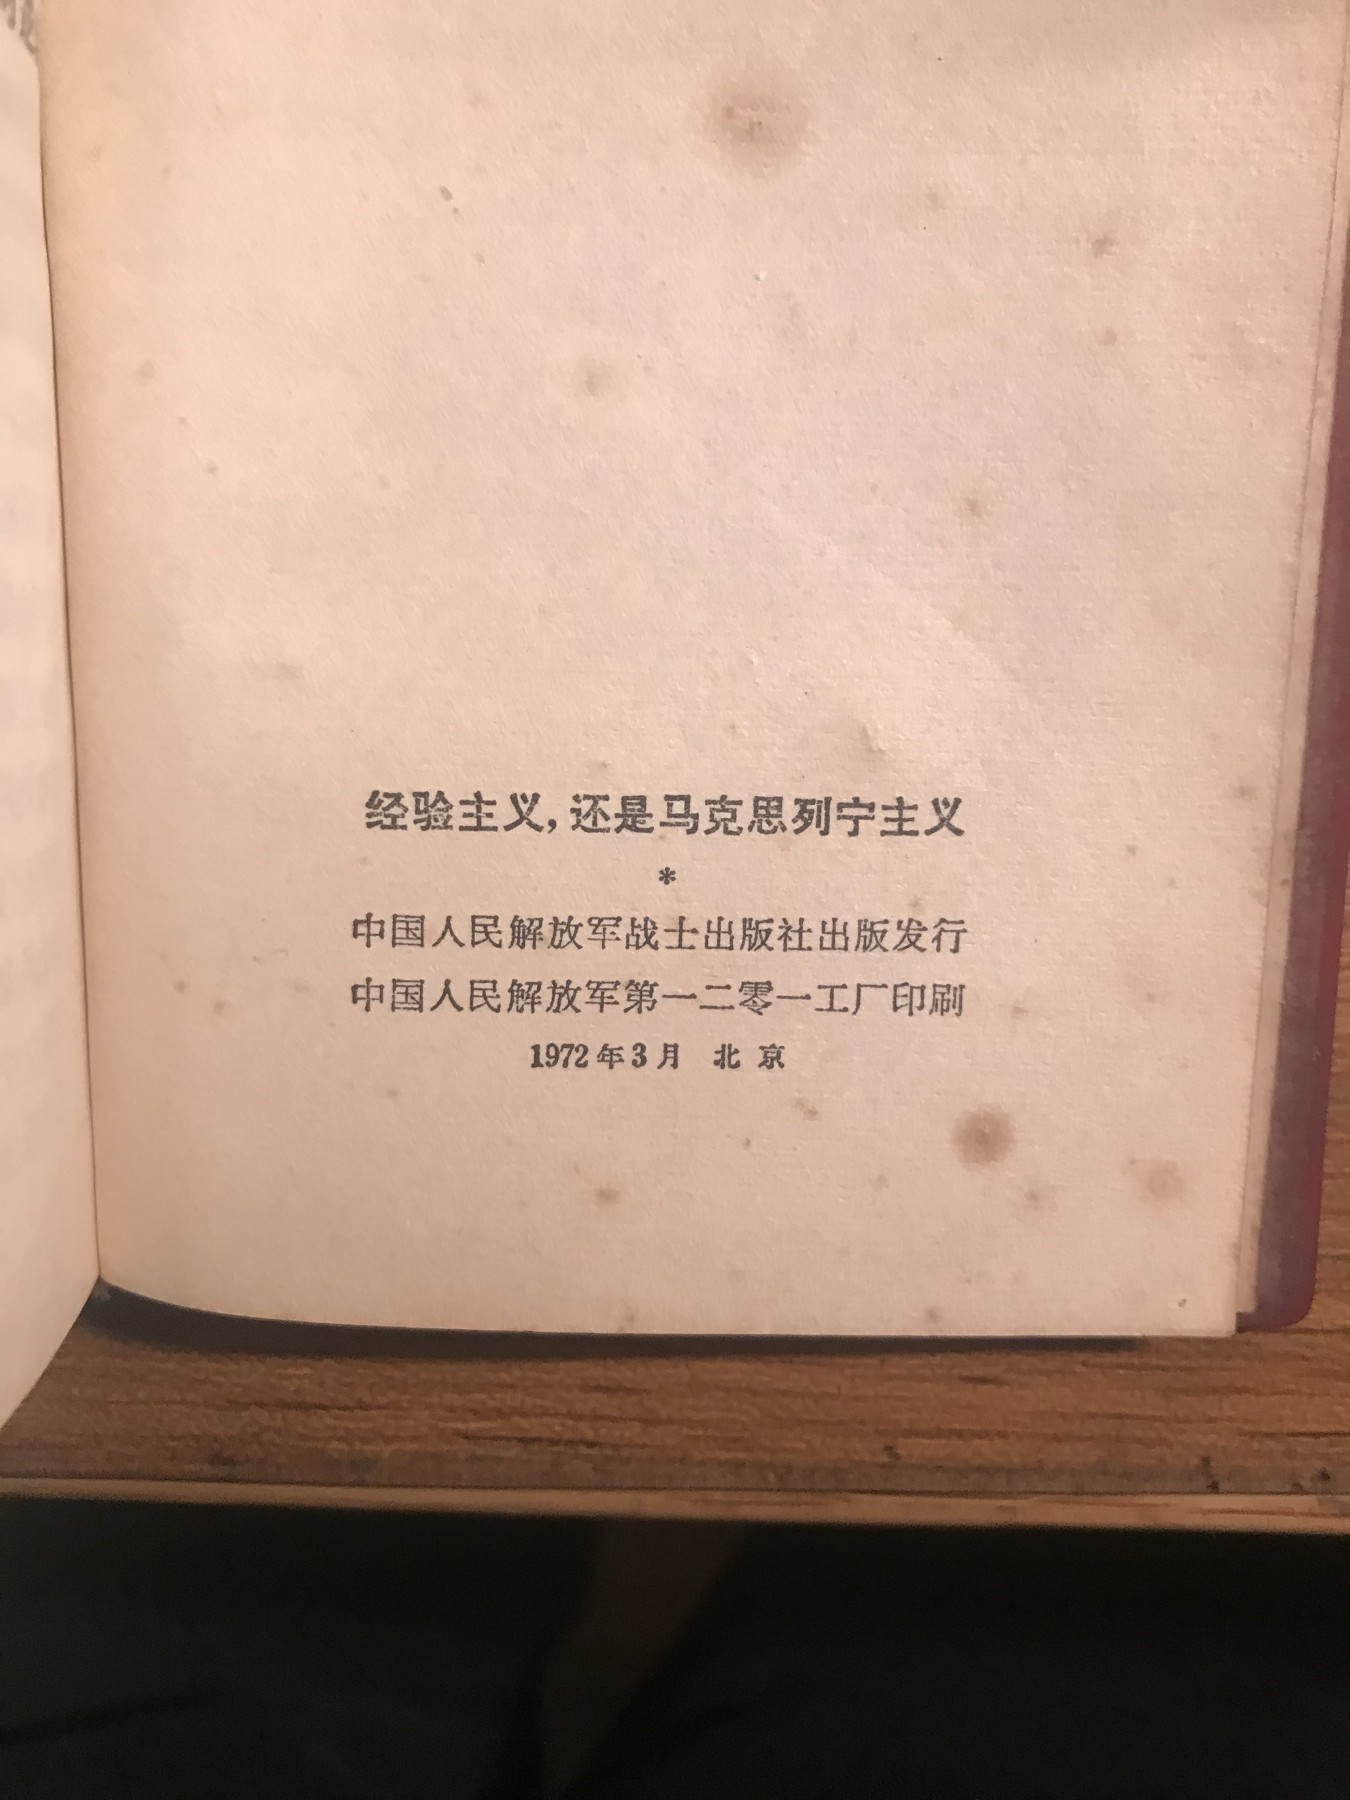 经验主义，还是马克思列宁主义
*
中国人民解放军战士出版社出版发行
中国人民解放军第一二零一工厂印刷
1972年3月 北京